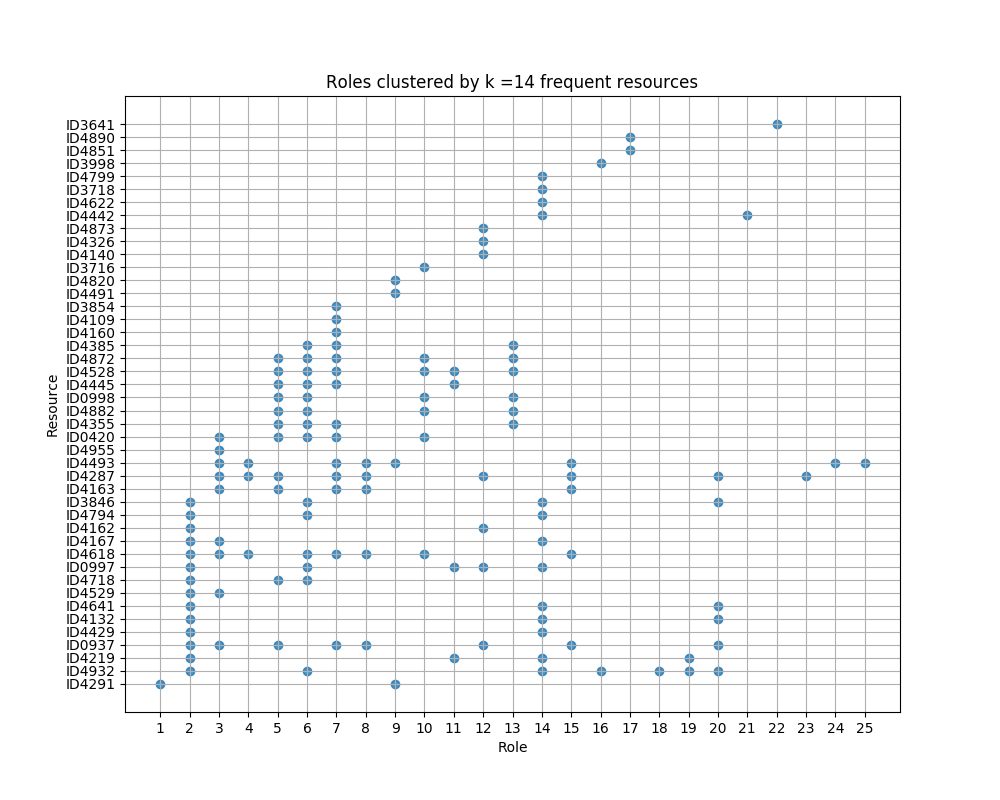 Roles clustered by k =14 frequent resources
ID3641
ID4890
ID4851
ID3998
ID4799
ID3718
ID4622
ID4442
ID4873
ID4326
ID4140
ID3716
ID4820
ID4491
ID3854
ID4109
ID4160
ID4385
ID4872
ID4528
ID4445
ID0998
ID4882
ID4355
ID0420
ID4955
ID4493
ID4287
ID4163
ID3846
ID4794
ID4162
ID4167
ID4618
ID0997
ID4718
ID4529
ID4641
ID4132
ID4429
ID0937
ID4219
ID4932
ID4291
Resource
1 2 3 4 5 6 7 8 9 10 11 12 13 14 15 16 17 18 19 20 21 22 23 24 25
Role